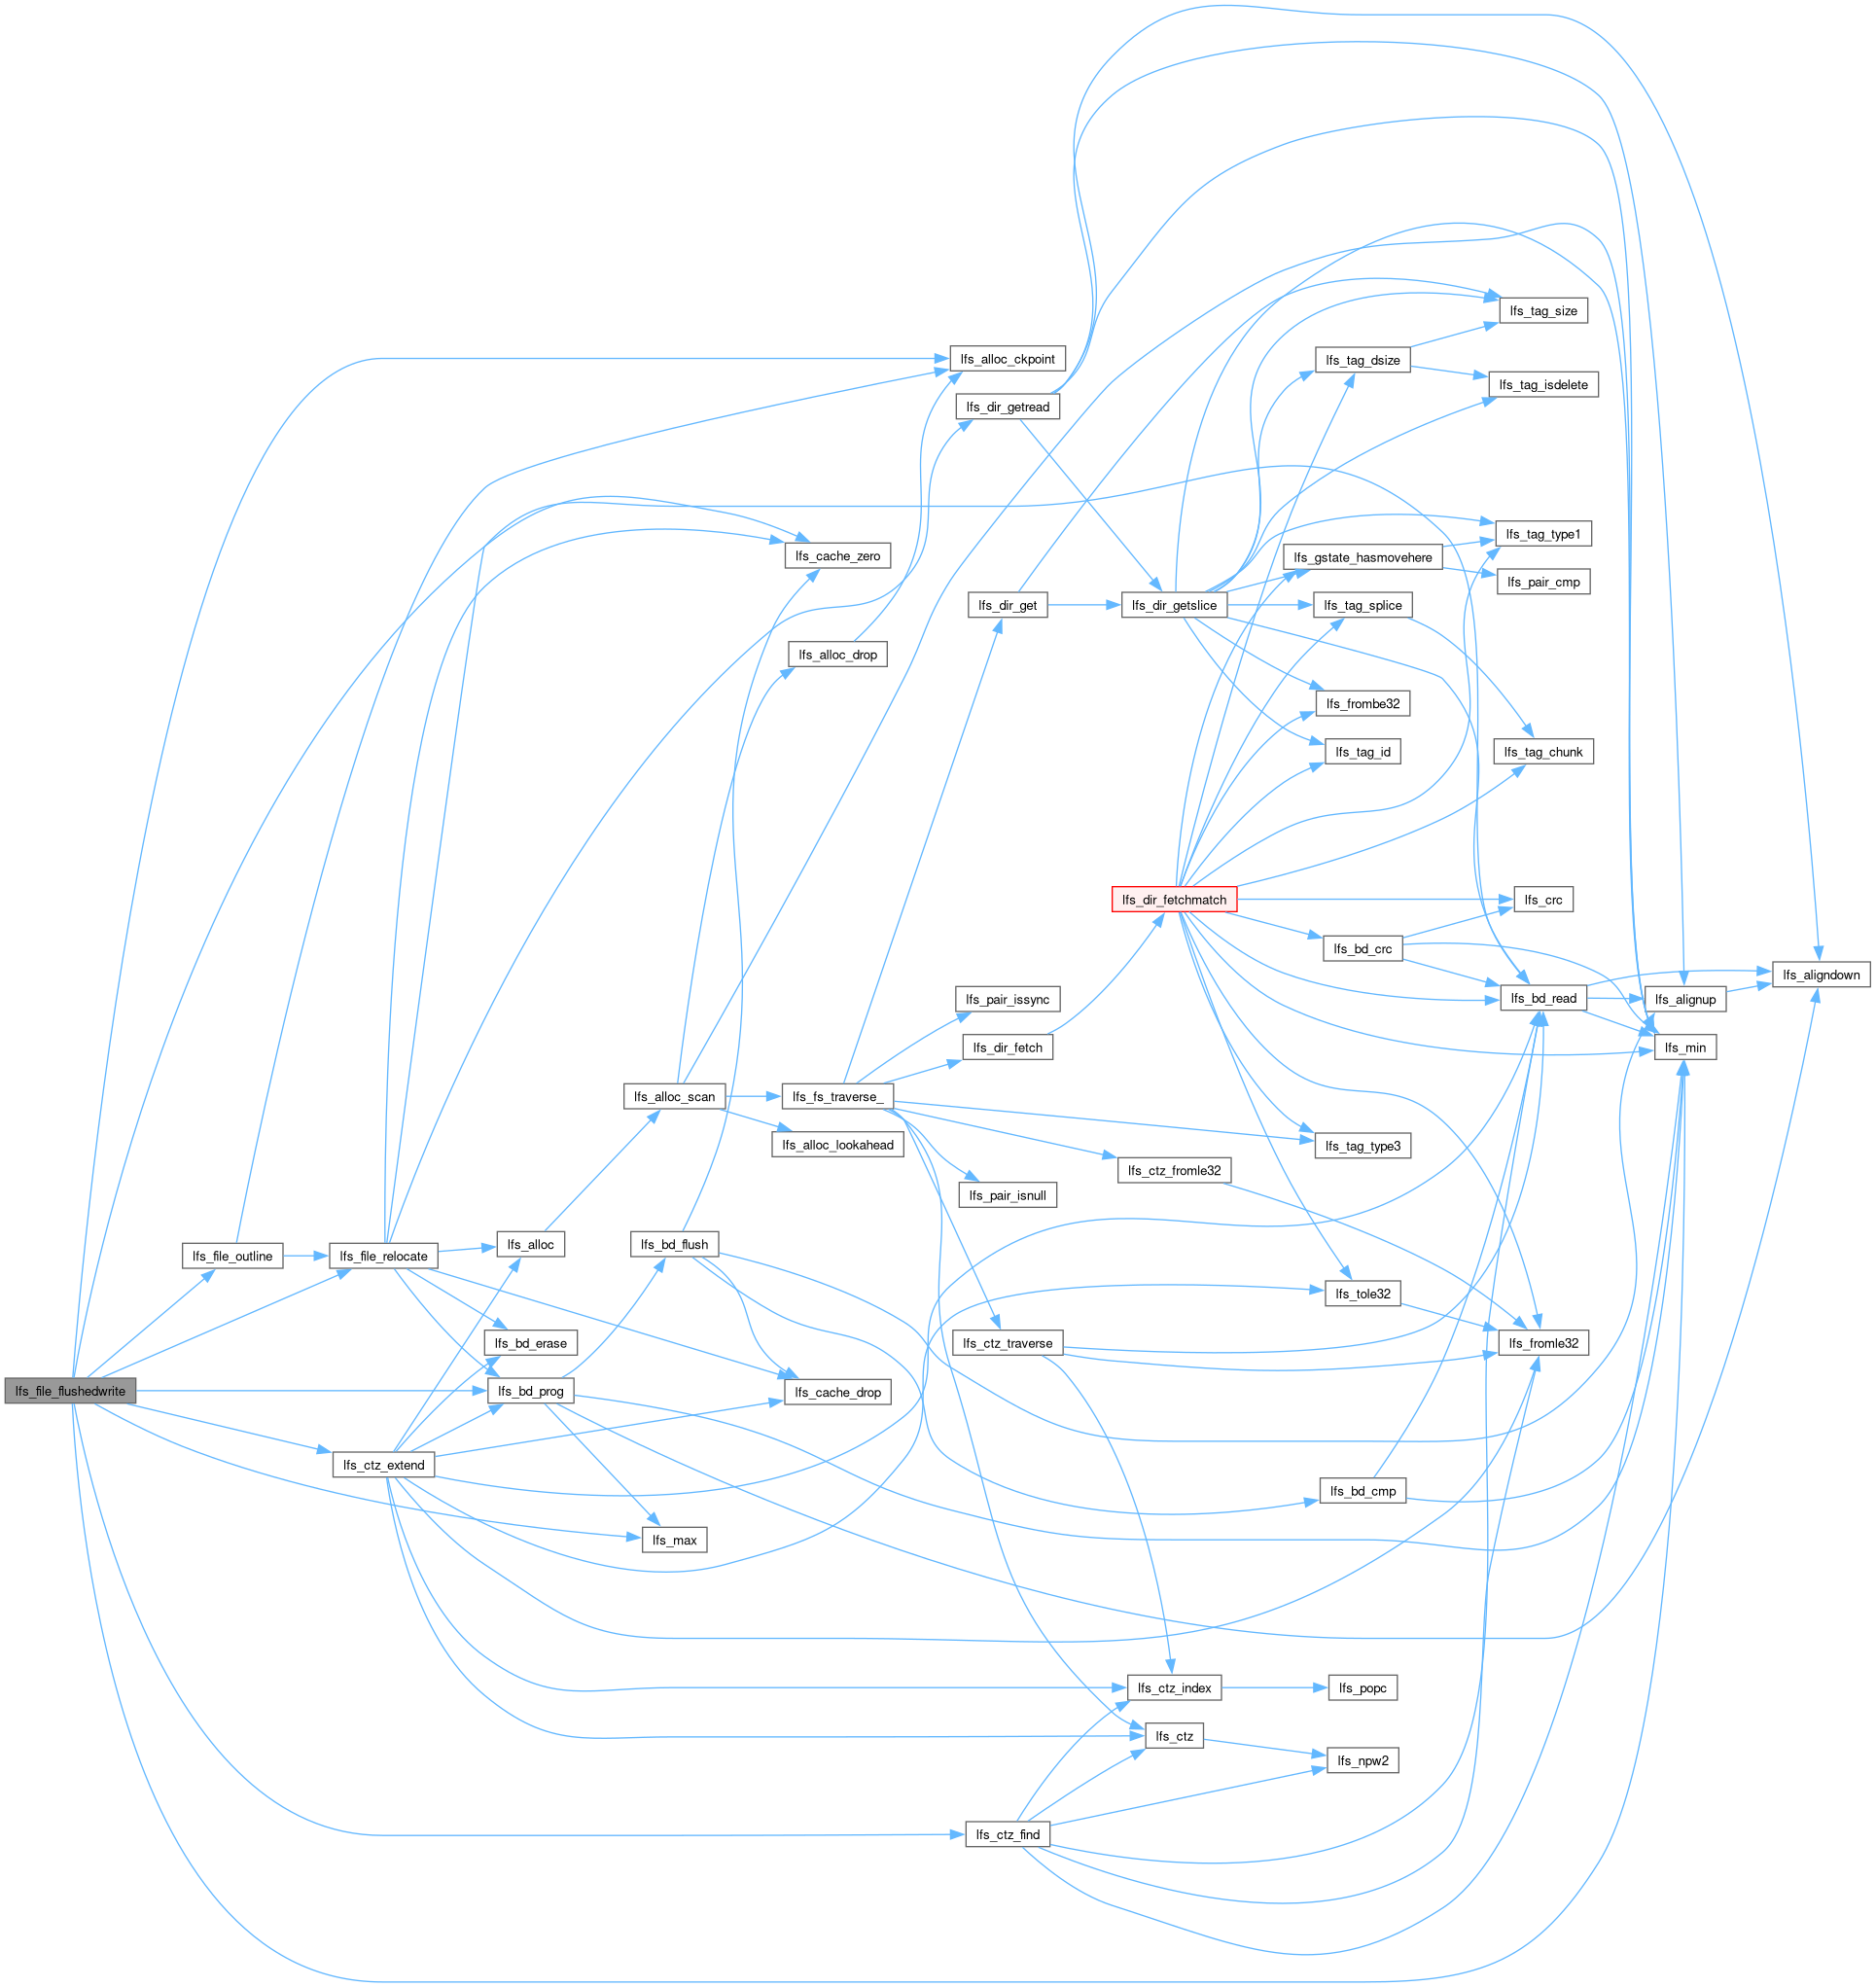 lfs_tag_size
lfs_alloc_ckpoint
lfs_tag_dsize
lfs_tag_isdelete
lfs_dir_getread
lfs_tag_type1
lfs_cache_zero
lfs_gstate_hasmovehere
lfs_pair_cmp
lfs_dir_get
lfs_dir_getslice
lfs_tag_splice
lfs_alloc_drop
lfs_frombe32
lfs_tag_id
lfs_tag_chunk
lfs_dir_fetchmatch
lfs_crc
lfs_bd_crc
lfs_aligndown
lfs_pair_issync
lfs_bd_read
lfs_alignup
lfs_dir_fetch
lfs_min
lfs_alloc_scan
lfs_fs_traverse_
lfs_alloc_lookahead
lfs_tag_type3
lfs_ctz_fromle32
lfs_pair_isnull
lfs_file_outline
lfs_file_relocate
lfs_alloc
lfs_bd_flush
lfs_tole32
lfs_bd_erase
lfs_ctz_traverse
lfs_fromle32
lfs_file_flushedwrite
lfs_bd_prog
lfs_cache_drop
lfs_ctz_extend
lfs_bd_cmp
lfs_max
lfs_ctz_index
lfs_popc
lfs_ctz
lfs_npw2
lfs_ctz_find